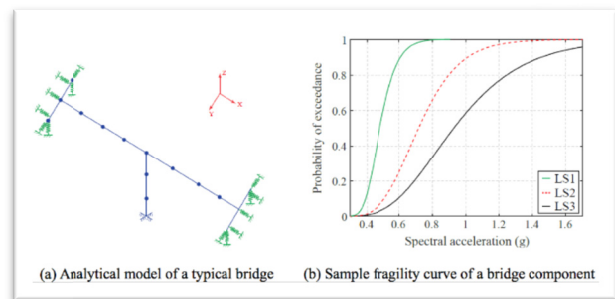 Z
X
Y
Probability of exceedance
1
0.8
0.6
0.4
0.2
0
0.4
0.6
0.8
1
1.2
1.4
1.6
Spectral acceleration (g)
LS1
LS2
LS3
(a) Analytical model of a typical bridge
(b) Sample fragility curve of a bridge component